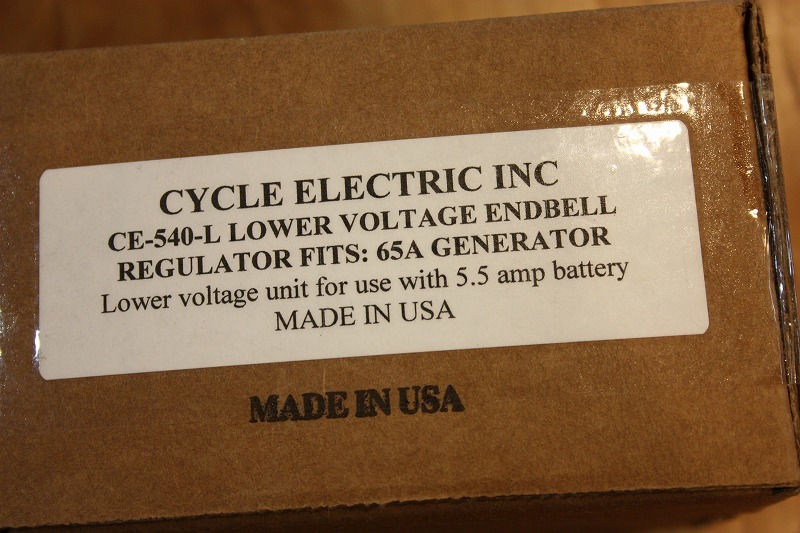 CYCLE ELECTRIC INC
CE-540-L LOWER VOLTAGE ENDBELL
REGULATOR FITS: 65A GENERATOR
Lower voltage unit for use with 5.5 amp battery
MADE IN USA
MADE IN USA